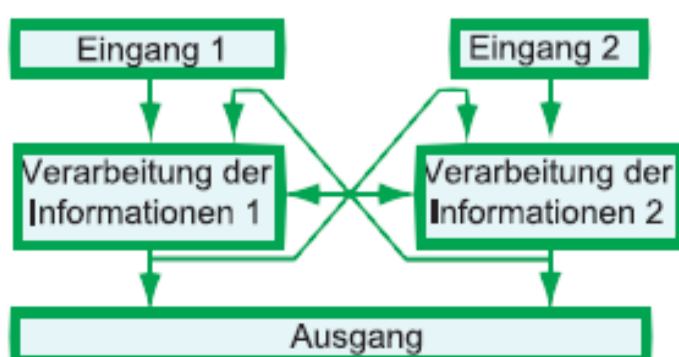 Eingang 1
Eingang 2
Verarbeitung der
Informationen 1
Verarbeitung der
Informationen 2
Ausgang